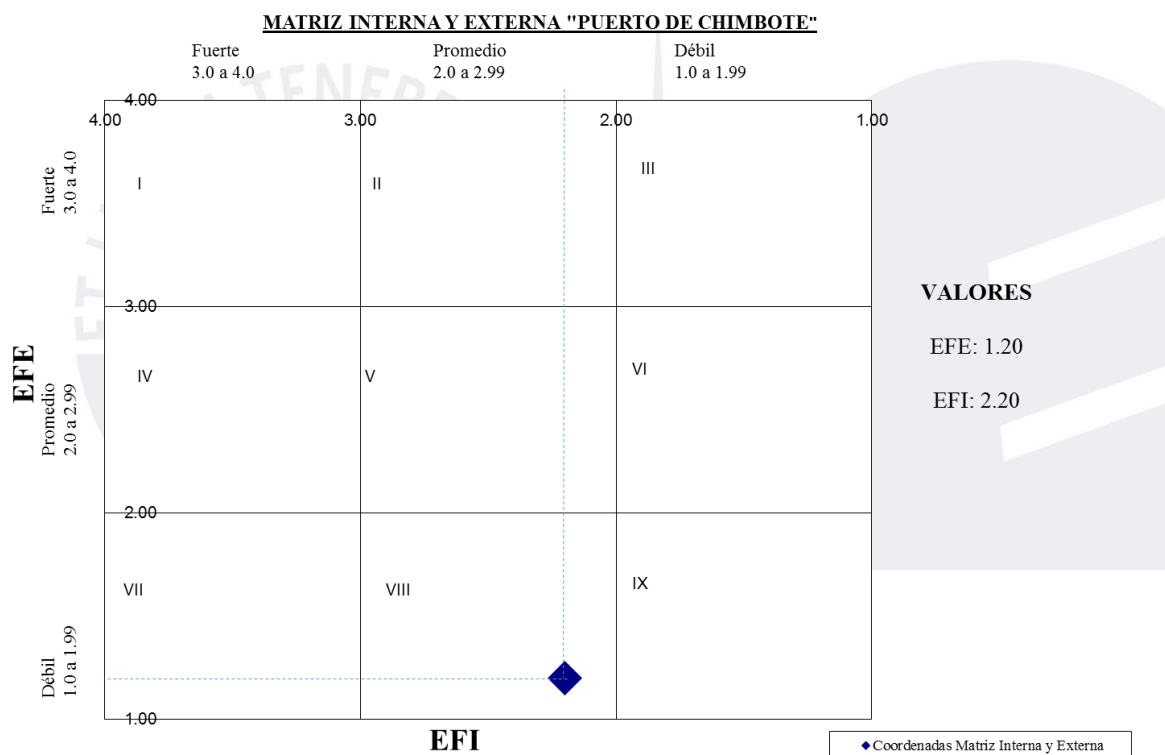 MATRIZ INTERNA Y EXTERNA "PUERTO DE CHIMBOTE"
Fuerte
3.0 a 4.0
Promedio
2.0 a 2.99
Débil
1.0 a 1.99
TENEBR
4.00
4.00
3.00
2.00
1.00
Fuerte
3.0 a 4.0
I
II
III
3.00
EFE
Promedio
2.0 a 2.99
IV
V
VI
2.00
Débil
1.0 a 1.99
VII
VIII
IX
1.00
EFI
VALORES
EFE: 1.20
EFI: 2.20
Coordenadas Matriz Interna y Externa